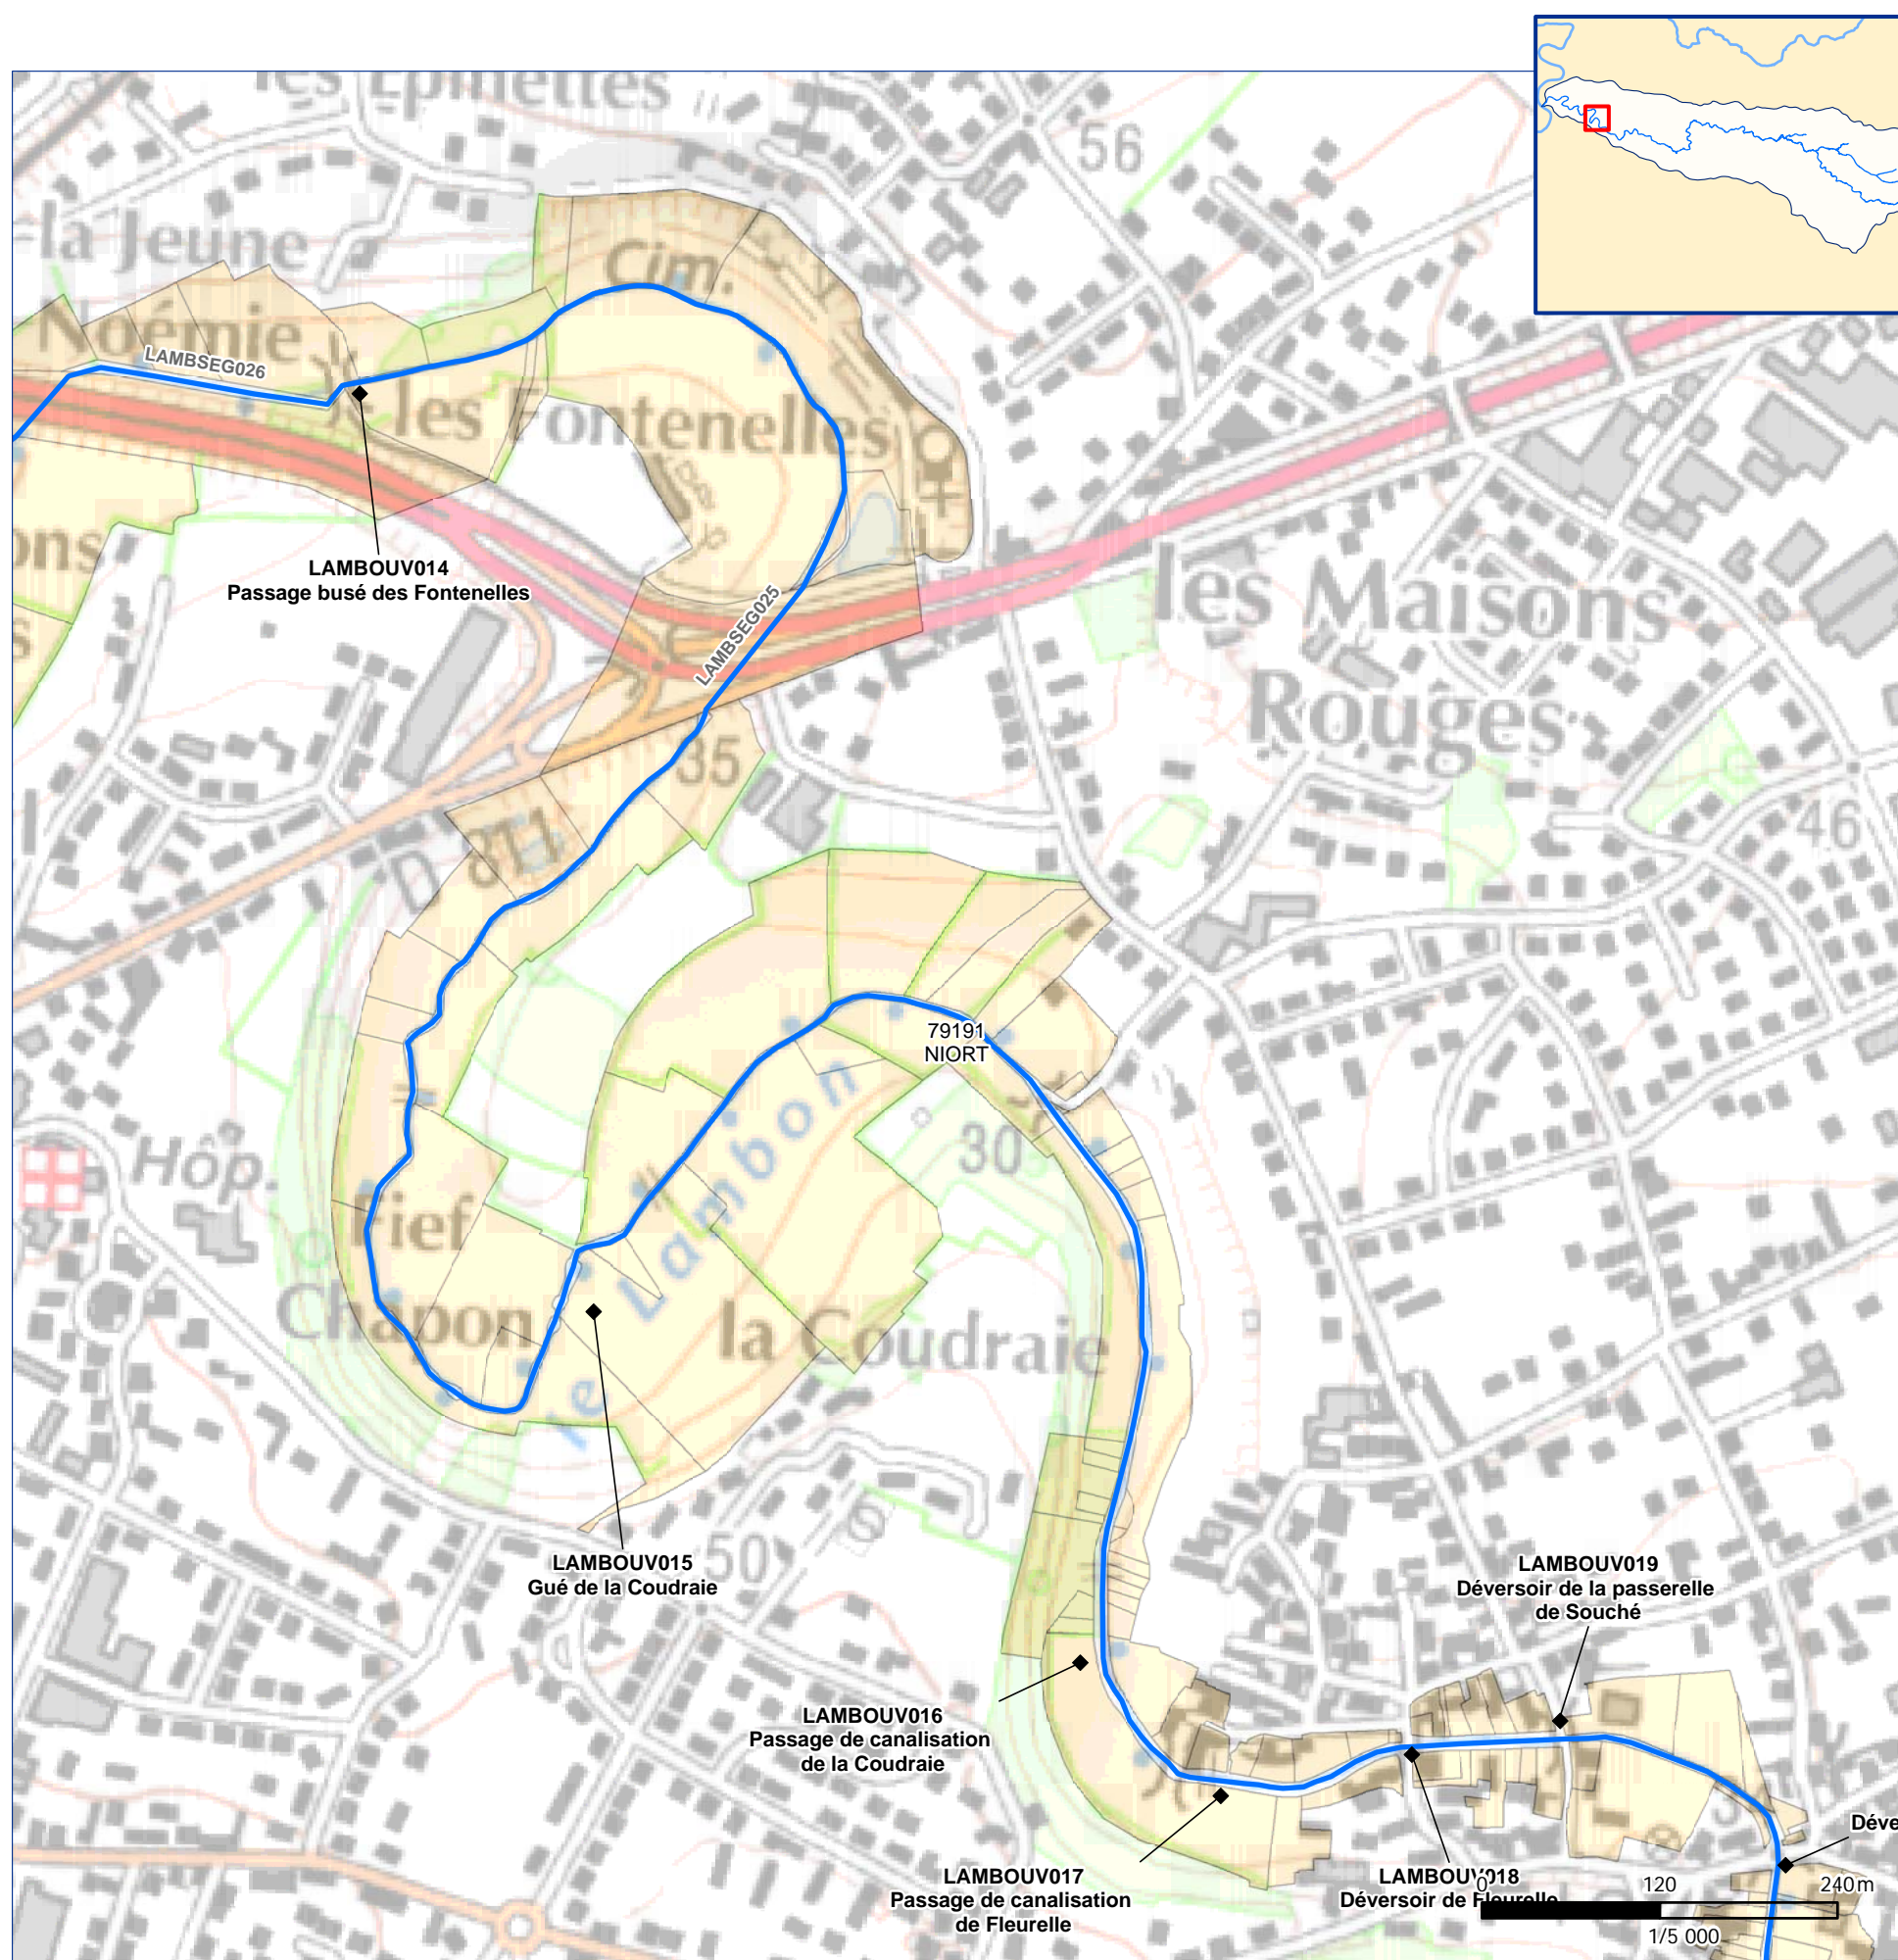 les Epinettes
56
la Jeune
Cim.
Noémie
LAMBSEG026
les Fontenelles
ons
LAMBOUV014
Passage busé des Fontenelles
les Maisons
Rouges
LAMBSEG025
35
46
D 811
79191
NIORT
30
Hôp.
Fief
Chapon
le Lambon
la Coudraie
LAMBOUV015
Gué de la Coudraie
50
LAMBOUV019
Déversoir de la passerelle
de Souché
LAMBOUV016
Passage de canalisation
de la Coudraie
Déve
LAMBOUV017
Passage de canalisation
de Fleurelle
LAMBOUV018
Déversoir de Fleurelle
0 120 240 m
1/5 000